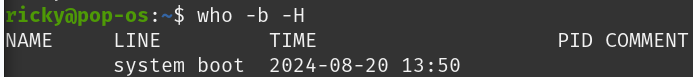 ricky@pop-os:~$ who -b -H
NAME     LINE         TIME                    PID COMMENT
         system boot  2024-08-20 13:50